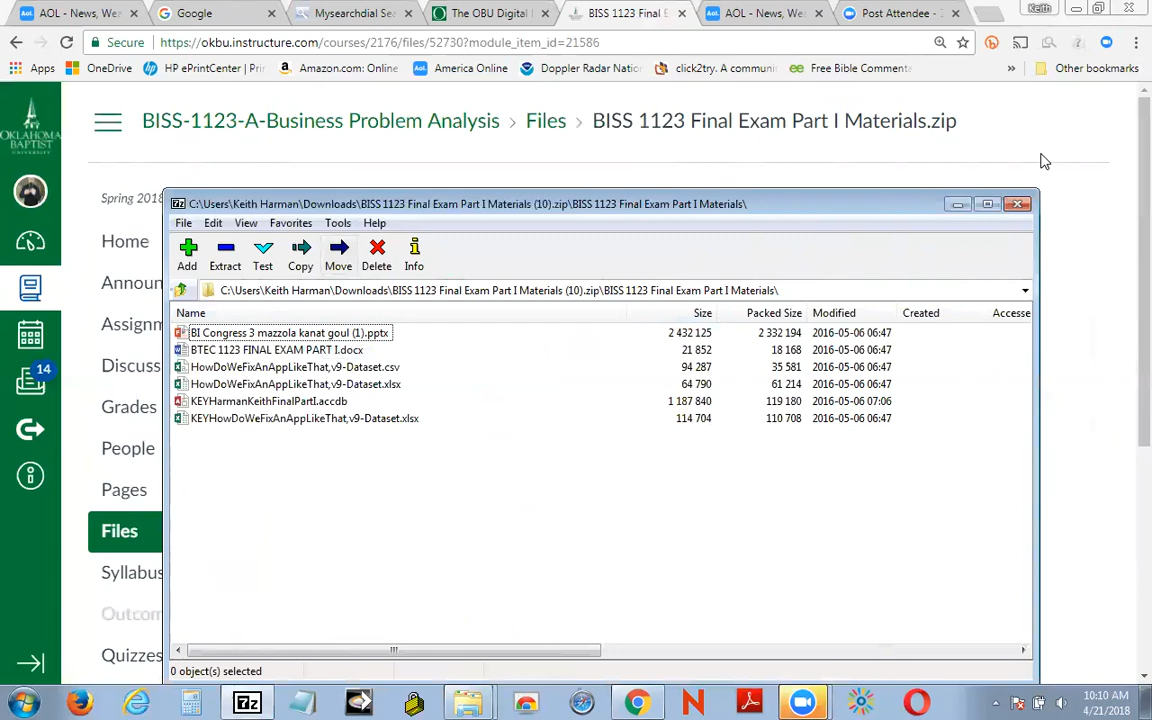 AOL - News, Wea
Google
Mysearchdial Sea
The OBU Digital
BISS 1123 Final E
AOL - News, Wea
Post Attendee -
Keith
Secure
https://okbu.instructure.com/courses/2176/files/52730?module_item_id=21586
Apps
OneDrive
HP ePrintCenter | Pri
Amazon.com: Online
America Online
Doppler Radar Natio
click2try. A communi
Free Bible Comment
»
Other bookmarks
OKLAHOMA
BAPTIST
UNIVERSITY
BISS-1123-A-Business Problem Analysis > Files > BISS 1123 Final Exam Part I Materials.zip
Spring 2018
Home
Announ
Assignm
Discuss
14
Grades
People
Pages
Files
Syllabus
Outcom
Quizzes
7z C:\Users\Keith Harman\Downloads\BISS 1123 Final Exam Part I Materials (10).zip\BISS 1123 Final Exam Part I Materials\
File Edit View Favorites Tools Help
Add Extract Test Copy Move Delete Info
C:\Users\Keith Harman\Downloads\BISS 1123 Final Exam Part I Materials (10).zip\BISS 1123 Final Exam Part I Materials\
Name Size Packed Size Modified Created Accesse
BI Congress 3 mazzola kanat goul (1).pptx 2 432 125 2 332 194 2016-05-06 06:47
BTEC 1123 FINAL EXAM PART I.docx 21 852 18 168 2016-05-06 06:47
HowDoWeFixAnAppLikeThat,v9-Dataset.csv 94 287 35 581 2016-05-06 06:47
HowDoWeFixAnAppLikeThat,v9-Dataset.xlsx 64 790 61 214 2016-05-06 06:47
KEYHarmanKeithFinalPartI.accdb 1 187 840 119 180 2016-05-06 07:06
KEYHowDoWeFixAnAppLikeThat,v9-Dataset.xlsx 114 704 110 708 2016-05-06 06:47
0 object(s) selected
7z
10:10 AM
4/21/2018